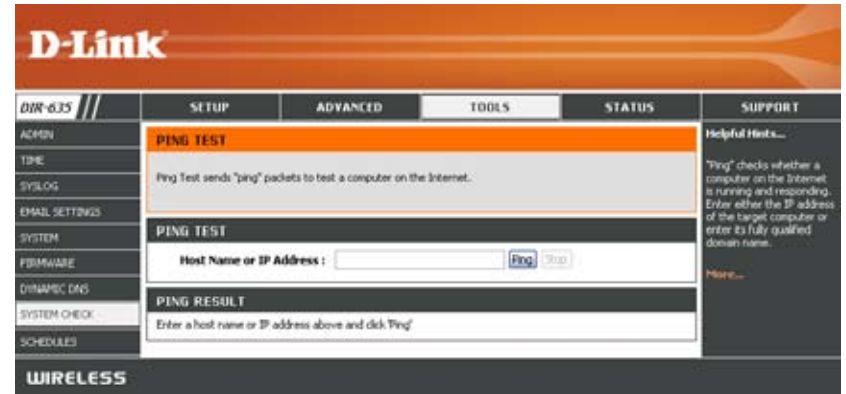 D-Link
DIR-635
SETUP
ADVANCED
TOOLS
STATUS
SUPPORT
ADMIN
TIME
SYSLOG
EMAIL SETTINGS
SYSTEM
FIRMWARE
DYNAMIC DNS
SYSTEM CHECK
SCHEDULES
PING TEST
Ping Test sends "ping" packets to test a computer on the Internet.
PING TEST
Host Name or IP Address :
Ping
Stop
PING RESULT
Enter a host name or IP address above and click 'Ping'
Helpful Hints...
"Ping" checks whether a
computer on the Internet
is running and responding.
Enter either the IP address
of the target computer or
enter its fully qualified
domain name.
More...
WIRELESS